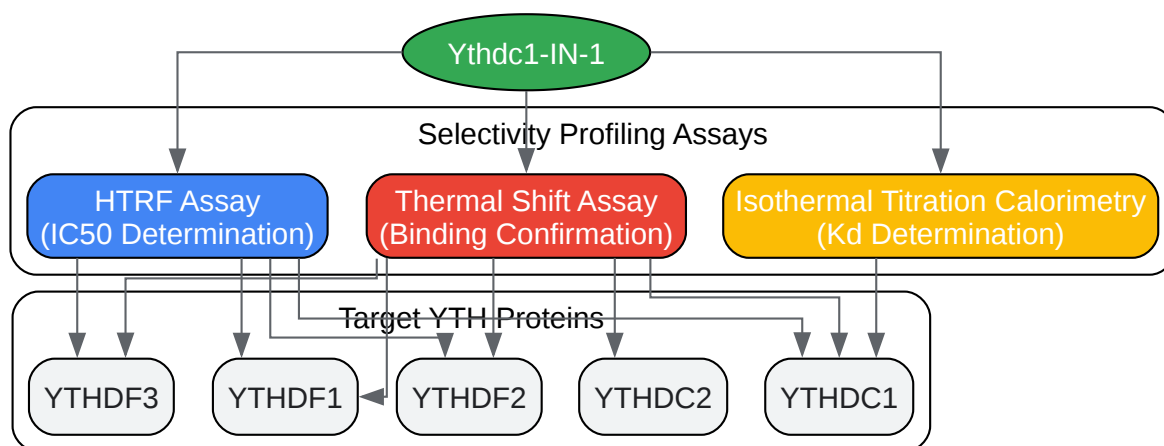 Ythdc1-IN-1
Selectivity Profiling Assays
HTRF Assay
(IC50 Determination)
Thermal Shift Assay
(Binding Confirmation)
Isothermal Titration Calorimetry
(Kd Determination)
Target YTH Proteins
YTHDF3
YTHDF1
YTHDF2
YTHDC2
YTHDC1